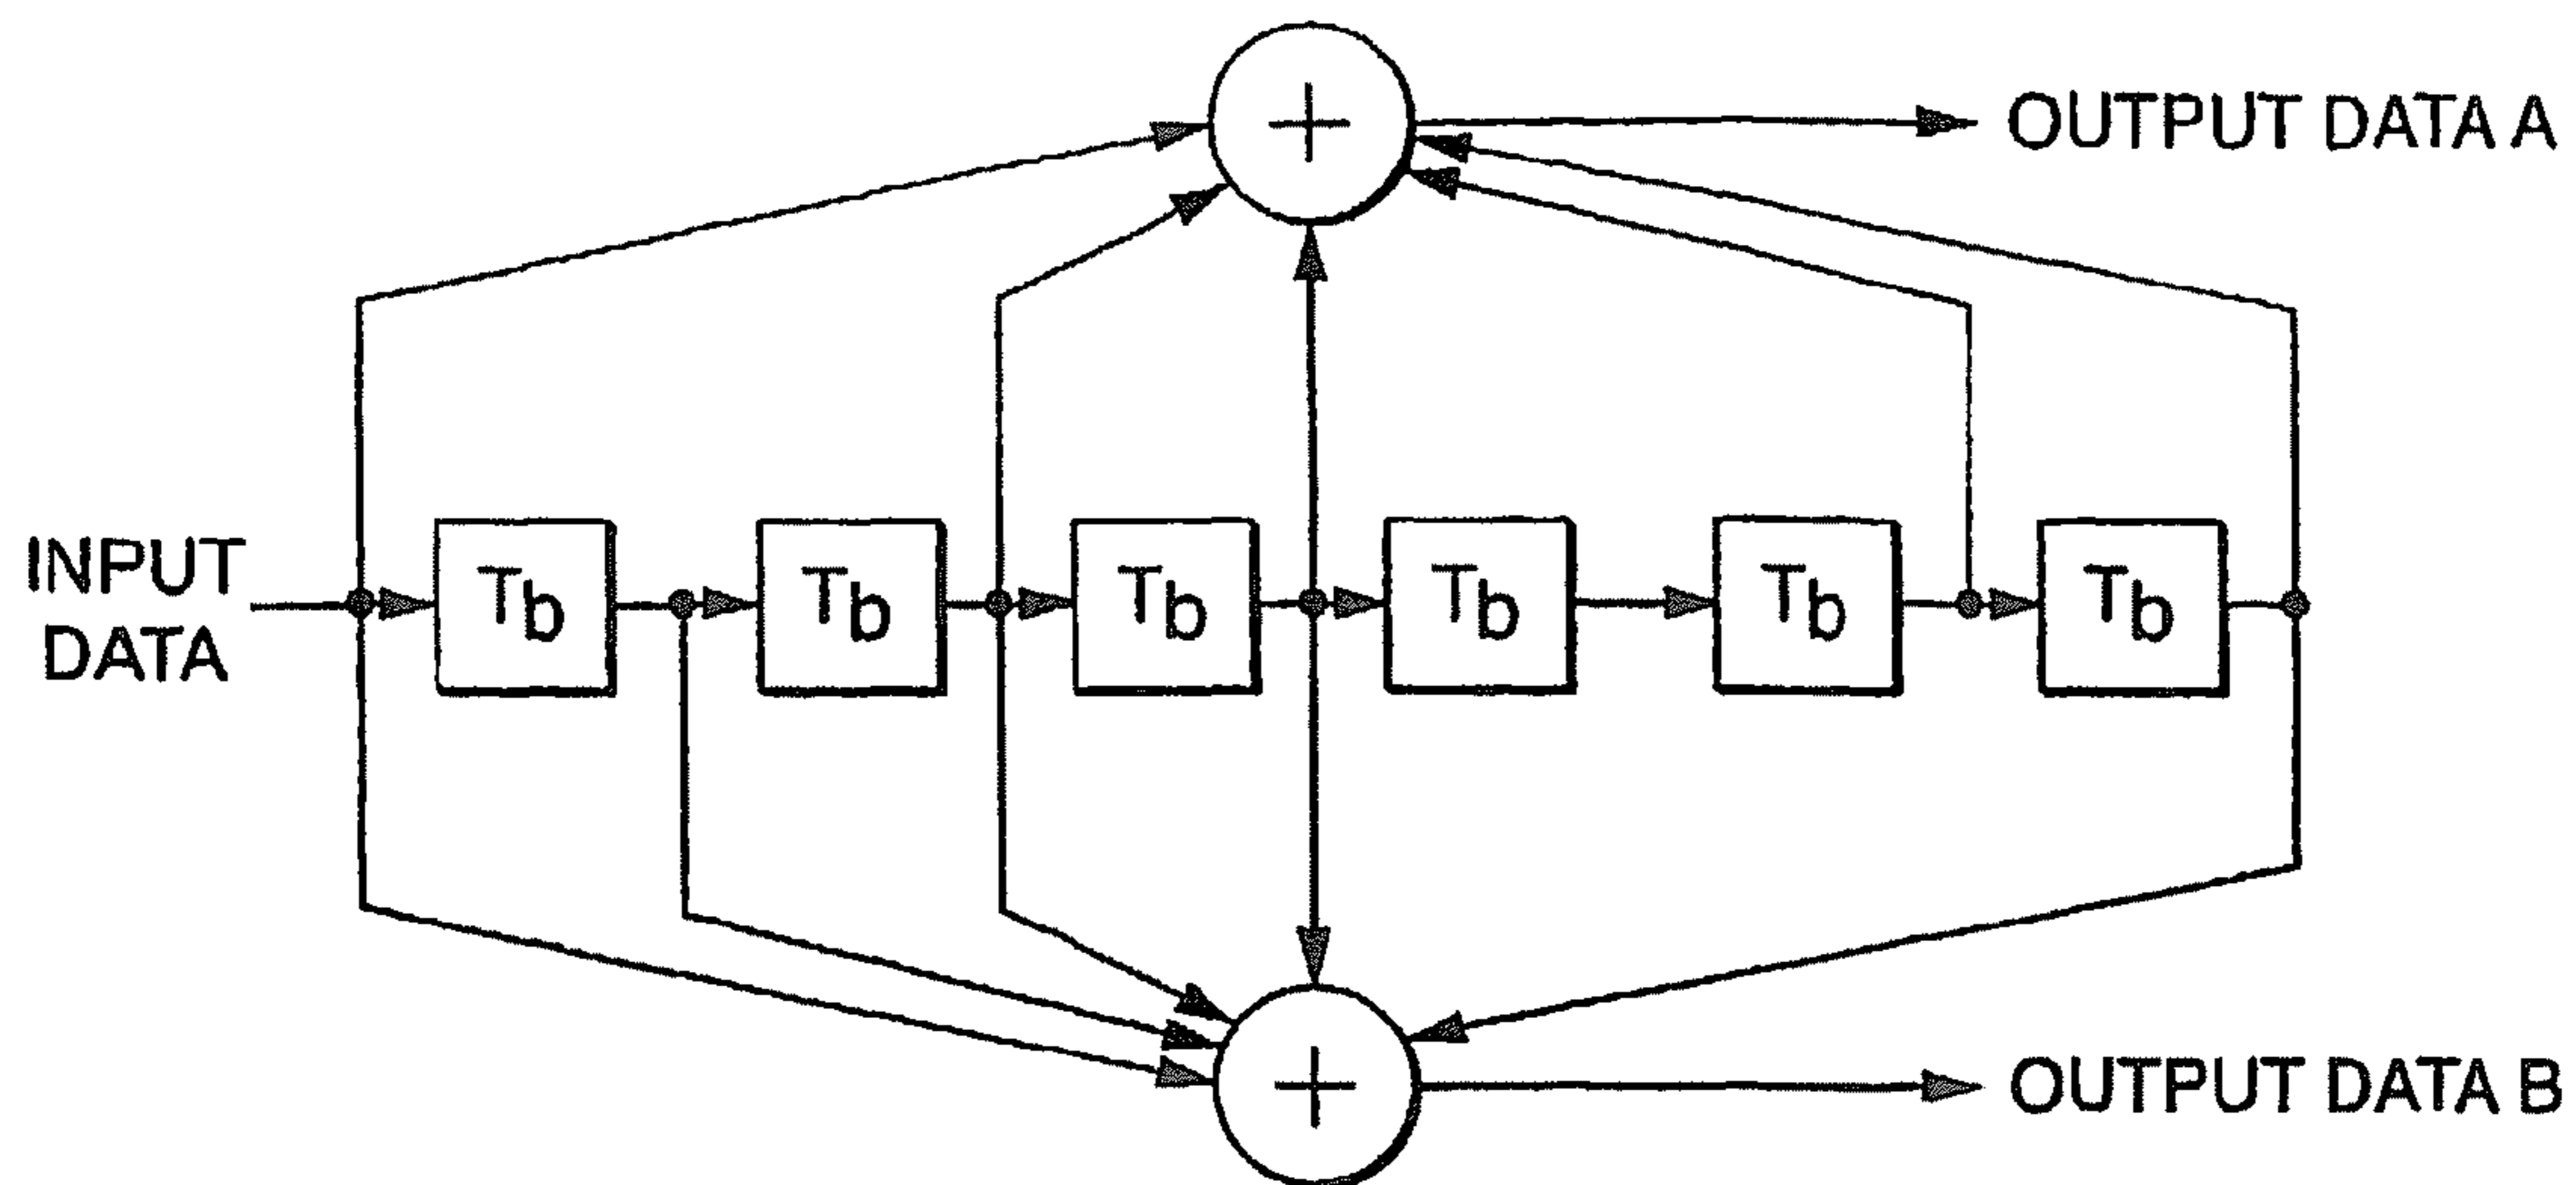 OUTPUT DATA A
INPUT
DATA
Tb Tb Tb Tb Tb Tb
OUTPUT DATA B